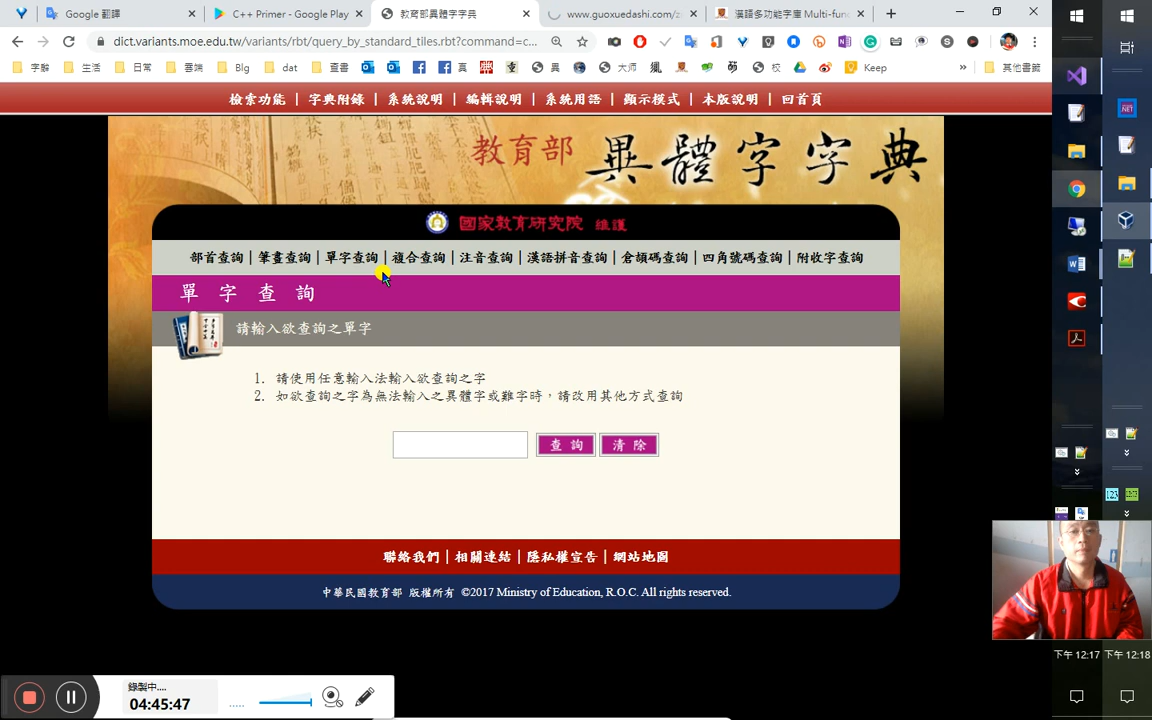 Google 翻譯
C++ Primer - Google Play
教育部異體字字典
www.guoxuedashi.com/z
漢語多功能字庫 Multi-func
dict.variants.moe.edu.tw/variants/rbt/query_by_standard_tiles.rbt?command=c...
字辭
生活
日常
雲端
Blg
dat
查書
真
異
大师
萌
校
Keep
»
其他書籤
檢索功能 | 字典附錄 | 系統說明 | 編輯說明 | 系統用語 | 顯示模式 | 本版說明 | 回首頁
教育部 異體字字典
國家教育研究院 維護
部首查詢 | 筆畫查詢 | 單字查詢 | 複合查詢 | 注音查詢 | 漢語拼音查詢 | 倉頡碼查詢 | 四角號碼查詢 | 附收字查詢
單字查詢
請輸入欲查詢之單字
1. 請使用任意輸入法輸入欲查詢之字
2. 如欲查詢之字為無法輸入之異體字或難字時，請改用其他方式查詢
查 詢
清 除
聯絡我們 | 相關連結 | 隱私權宣告 | 網站地圖
中華民國教育部 版權所有 ©2017 Ministry of Education, R.O.C. All rights reserved.
錄製中....
04:45:47
下午 12:17
下午 12:18